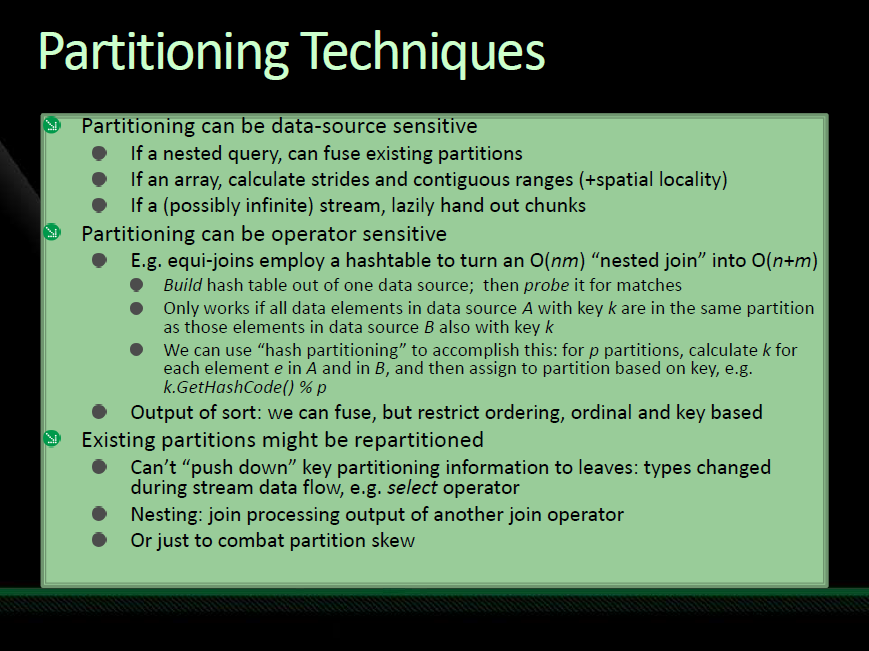 Partitioning Techniques
Partitioning can be data-source sensitive
If a nested query, can fuse existing partitions
If an array, calculate strides and contiguous ranges (+spatial locality)
If a (possibly infinite) stream, lazily hand out chunks
Partitioning can be operator sensitive
E.g. equi-joins employ a hashtable to turn an O(nm) “nested join” into O(n+m)
Build hash table out of one data source;  then probe it for matches
Only works if all data elements in data source A with key k are in the same partition
as those elements in data source B also with key k
We can use “hash partitioning” to accomplish this: for p partitions, calculate k for
each element e in A and in B, and then assign to partition based on key, e.g.
k.GetHashCode() % p
Output of sort: we can fuse, but restrict ordering, ordinal and key based
Existing partitions might be repartitioned
Can’t “push down” key partitioning information to leaves: types changed
during stream data flow, e.g. select operator
Nesting: join processing output of another join operator
Or just to combat partition skew